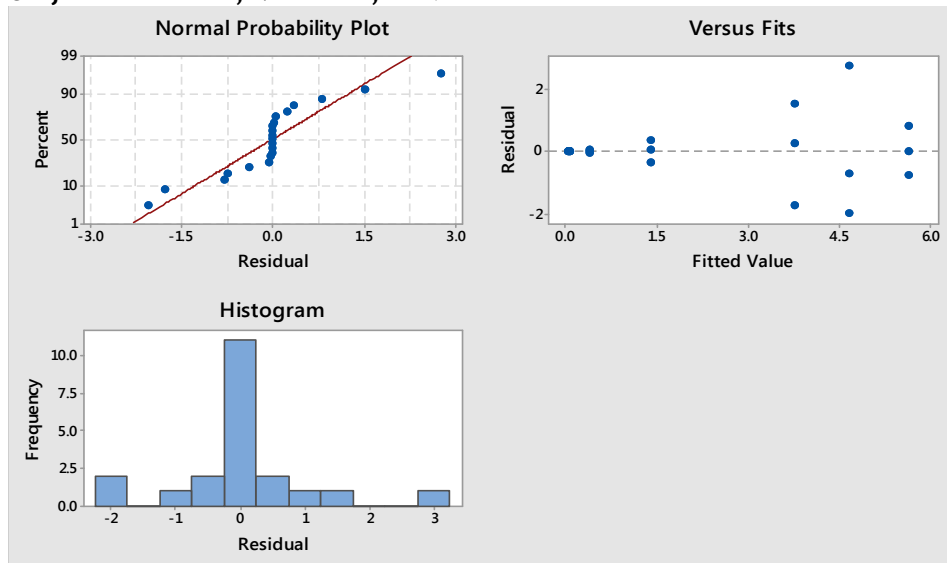 Normal Probability Plot
99
90
50
10
1
Percent
-3.0 -1.5 0.0 1.5 3.0
Residual
Versus Fits
2
0
-2
Residual
0.0 1.5 3.0 4.5 6.0
Fitted Value
Histogram
10.0
7.5
5.0
2.5
0.0
Frequency
-2 -1 0 1 2 3
Residual